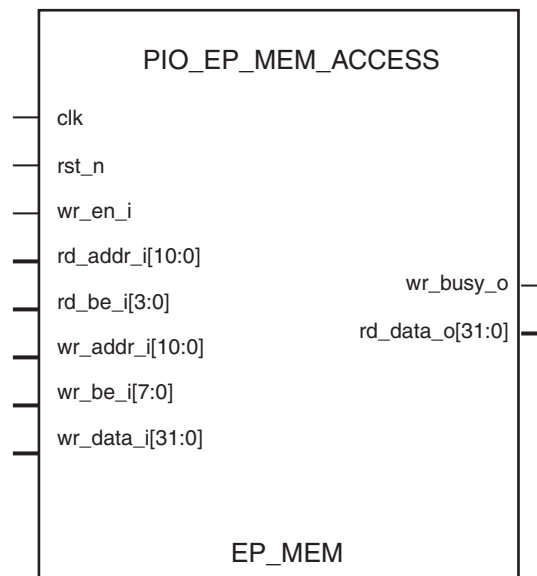 PIO_EP_MEM_ACCESS
clk
rst_n
wr_en_i
rd_addr_i[10:0]
rd_be_i[3:0]
wr_addr_i[10:0]
wr_be_i[7:0]
wr_data_i[31:0]
wr_busy_o
rd_data_o[31:0]
EP_MEM